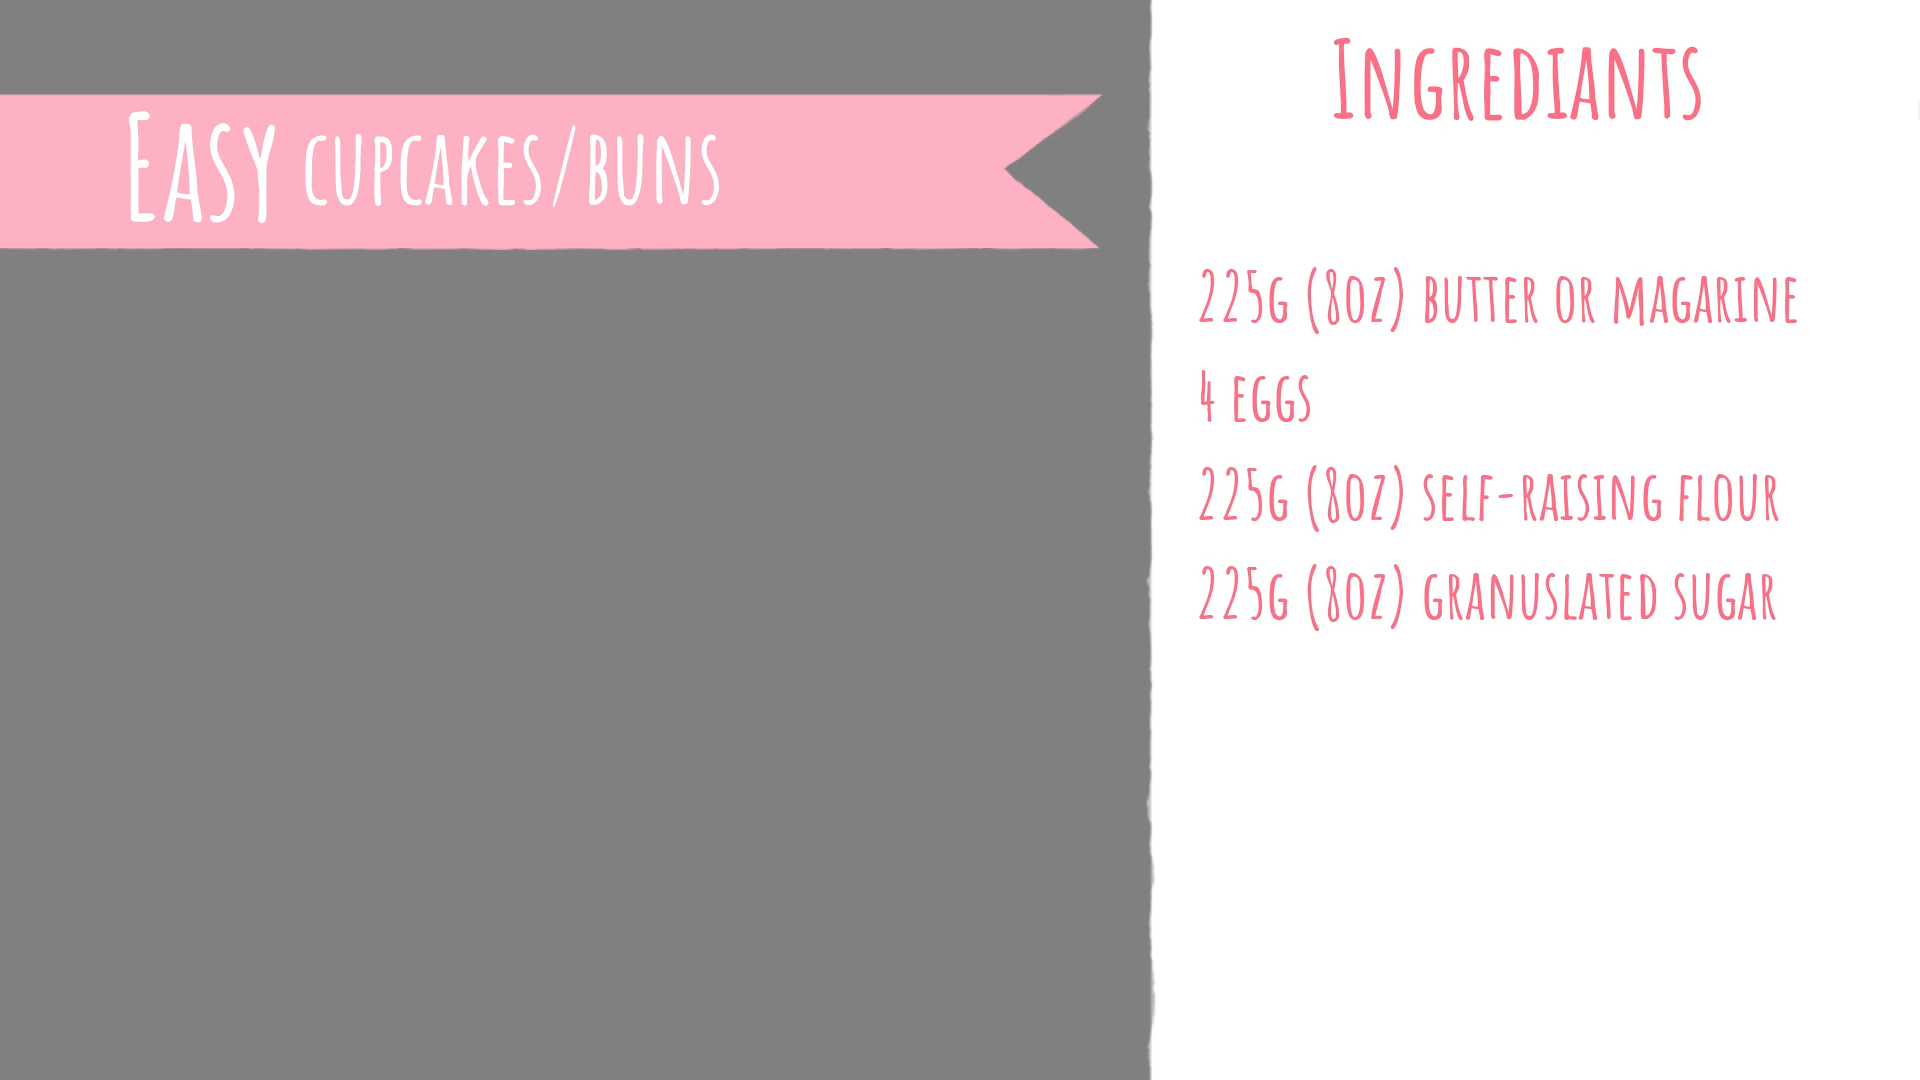 Easy cupcakes/buns
Ingrediants
225g (8oz) butter or magarine
4 eggs
225g (8oz) self-raising flour
225g (8oz) granuslated sugar